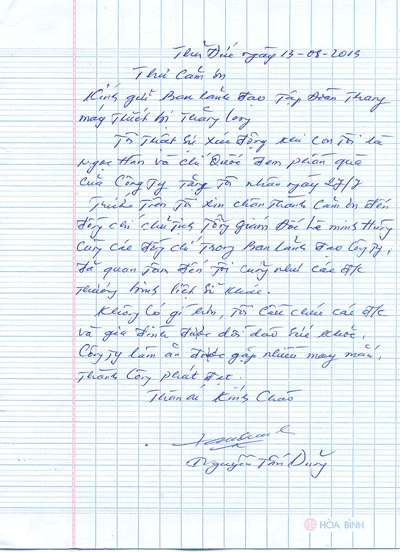 Thủ Đức ngày 13-08-2013
Thư Cảm ơn
Kính gửi Ban lãnh đạo Tập Đoàn Thang
máy Thiết bị Thăng Long
Tôi Thật Sự Xúc Động khi Con Tôi là
Ngọc Hân và chị Quốc đem phần quà
của Công Ty Tặng Tôi nhân ngày 27/7
Trước Tiên Tôi xin chân Thành Cảm ơn đến
đồng chí chủ tịch Tổng giám Đốc Lê minh Hùng
Cùng các đồng chí Trong Ban lãnh đạo Công Ty,
đã quan Tâm đến Tôi cũng như các Đ/c
thương binh liệt sĩ khác.
Không có gì hơn, Tôi Cầu chúc các Đ/c
và gia đình được dồi dào sức khỏe,
Công Ty làm ăn được gặp nhiều may mắn,
Thành Công phát đạt.
Thân ái Kính Chào
Nguyễn Tấn Dũng
HÒA BÌNH